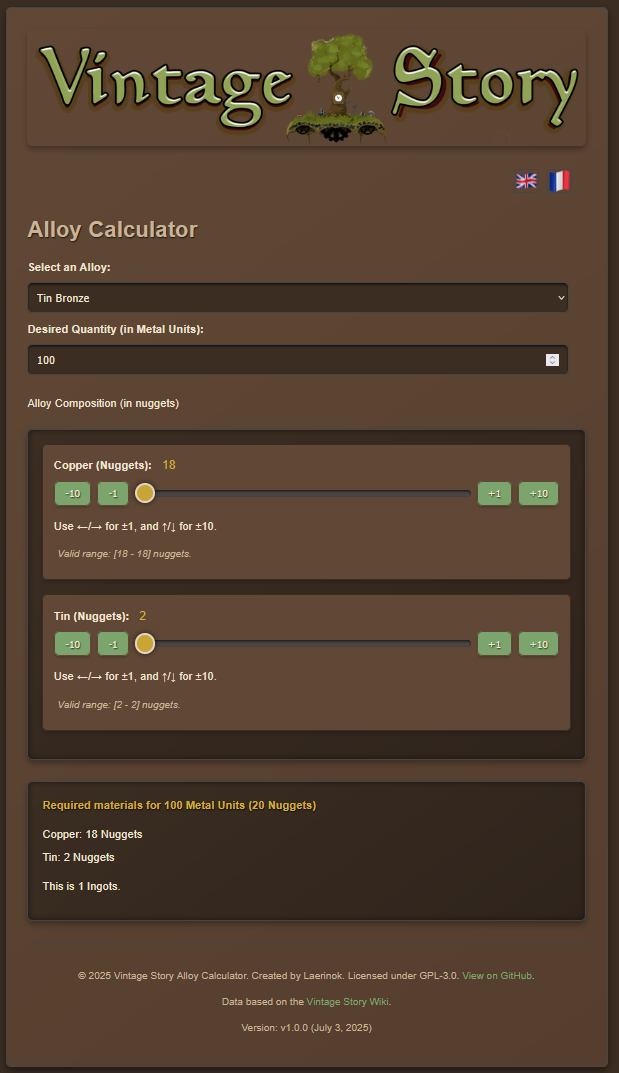 Vintage Story
Alloy Calculator
Select an Alloy:
Tin Bronze
Desired Quantity (in Metal Units):
100
Alloy Composition (in nuggets)
Copper (Nuggets): 18
-10 -1 +1 +10
Use ←/→ for ±1, and ↑/↓ for ±10.
Valid range: [18 - 18] nuggets.
Tin (Nuggets): 2
-10 -1 +1 +10
Use ←/→ for ±1, and ↑/↓ for ±10.
Valid range: [2 - 2] nuggets.
Required materials for 100 Metal Units (20 Nuggets)
Copper: 18 Nuggets
Tin: 2 Nuggets
This is 1 Ingots.
© 2025 Vintage Story Alloy Calculator. Created by Laerinok. Licensed under GPL-3.0. View on GitHub.
Data based on the Vintage Story Wiki.
Version: v1.0.0 (July 3, 2025)